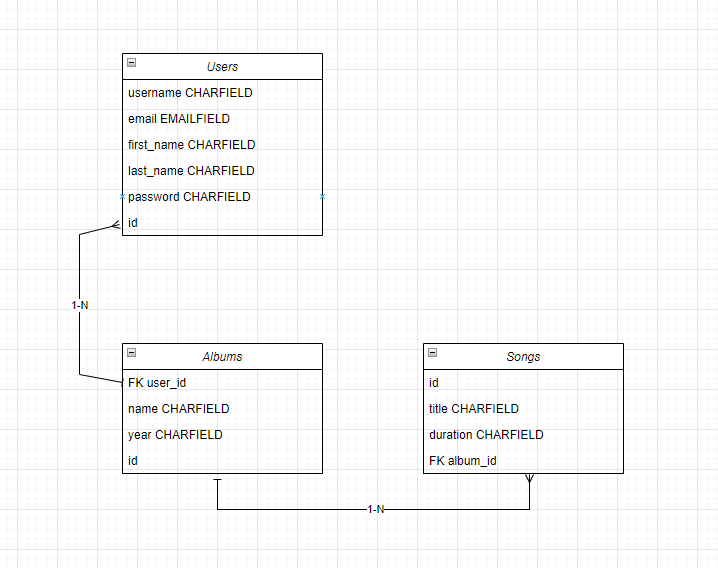 Users
username CHARFIELD
email EMAILFIELD
first_name CHARFIELD
last_name CHARFIELD
password CHARFIELD
id
1-N
Albums
FK user_id
name CHARFIELD
year CHARFIELD
id
Songs
id
title CHARFIELD
duration CHARFIELD
FK album_id
1-N